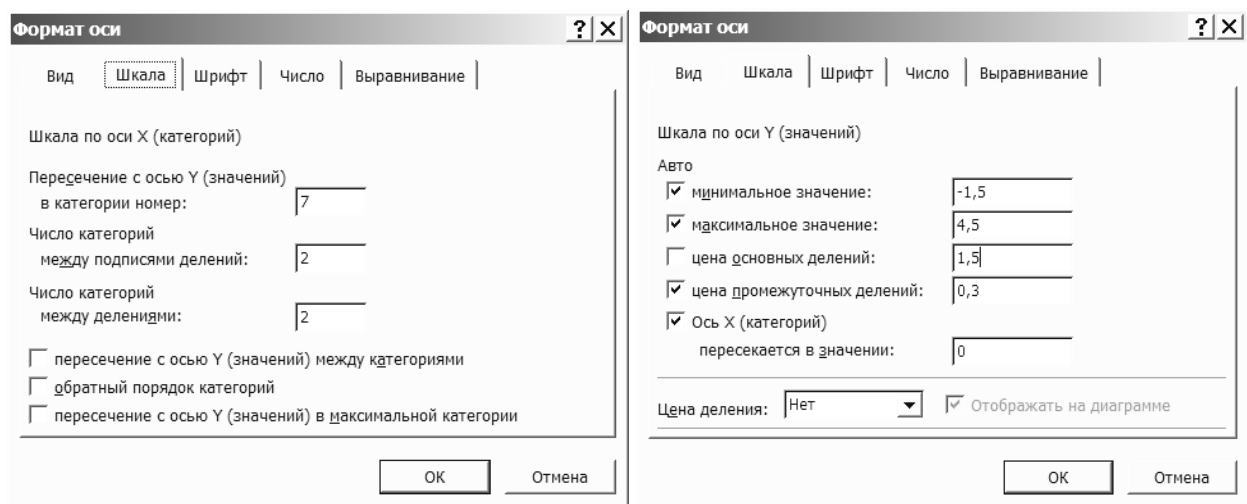 Формат оси
Вид Шкала Шрифт Число Выравнивание
Шкала по оси X (категорий)
Пересечение с осью Y (значений)
в категории номер: 7
Число категорий
между подписями делений: 2
Число категорий
между делениями: 2
пересечение с осью Y (значений) между категориями
обратный порядок категорий
пересечение с осью Y (значений) в максимальной категории
ОК Отмена
Формат оси
Вид Шкала Шрифт Число Выравнивание
Шкала по оси Y (значений)
Авто
минимальное значение: -1,5
максимальное значение: 4,5
цена основных делений: 1,5
цена промежуточных делений: 0,3
Ось X (категорий)
пересекается в значении: 0
Цена деления: Нет Отображать на диаграмме
ОК Отмена